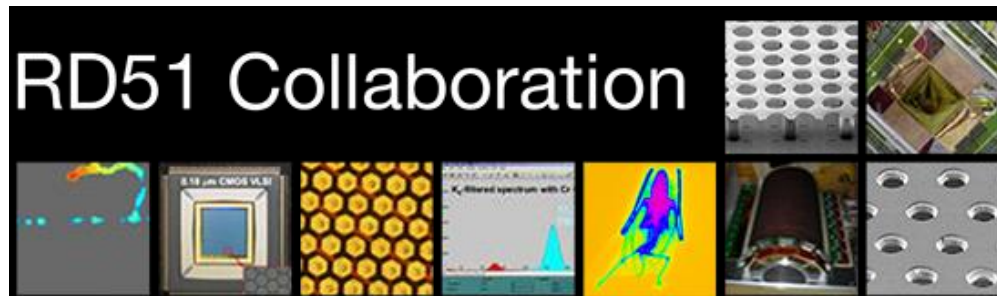 RD51 Collaboration
0.18 μm CMOS VLSI
Kα-filtered spectrum with Cr